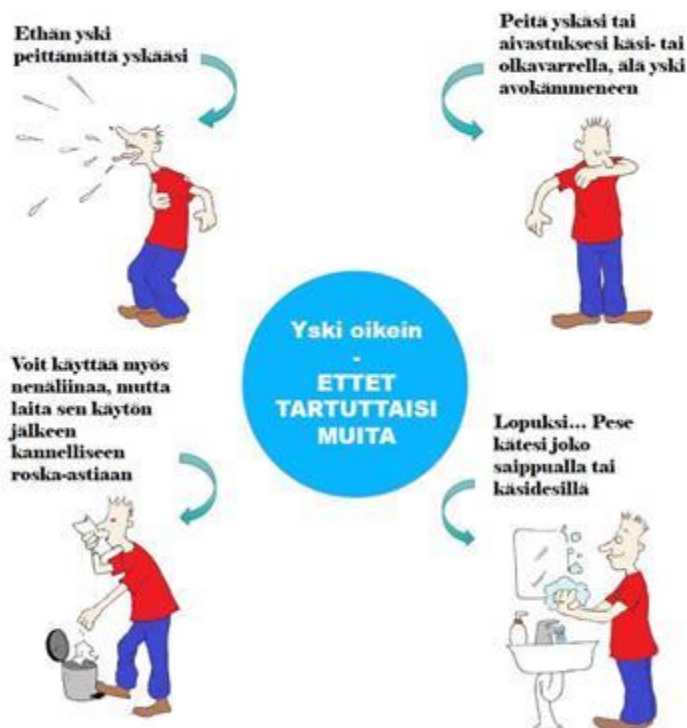 Ethän yski
peittämättä yskääsi
Peitä yskäsi tai
aivastuksesi käsi- tai
olkavarrella, älä yski
avokämmeneen
Yski oikein
-
ETTET
TARTUTTAISI
MUITA
Voit käyttää myös
nenäliinaa, mutta
laita sen käytön
jälkeen
kannelliseen
roska-astiaan
Lopuksi... Pese
kätesi joko
saippualla tai
käsidesillä